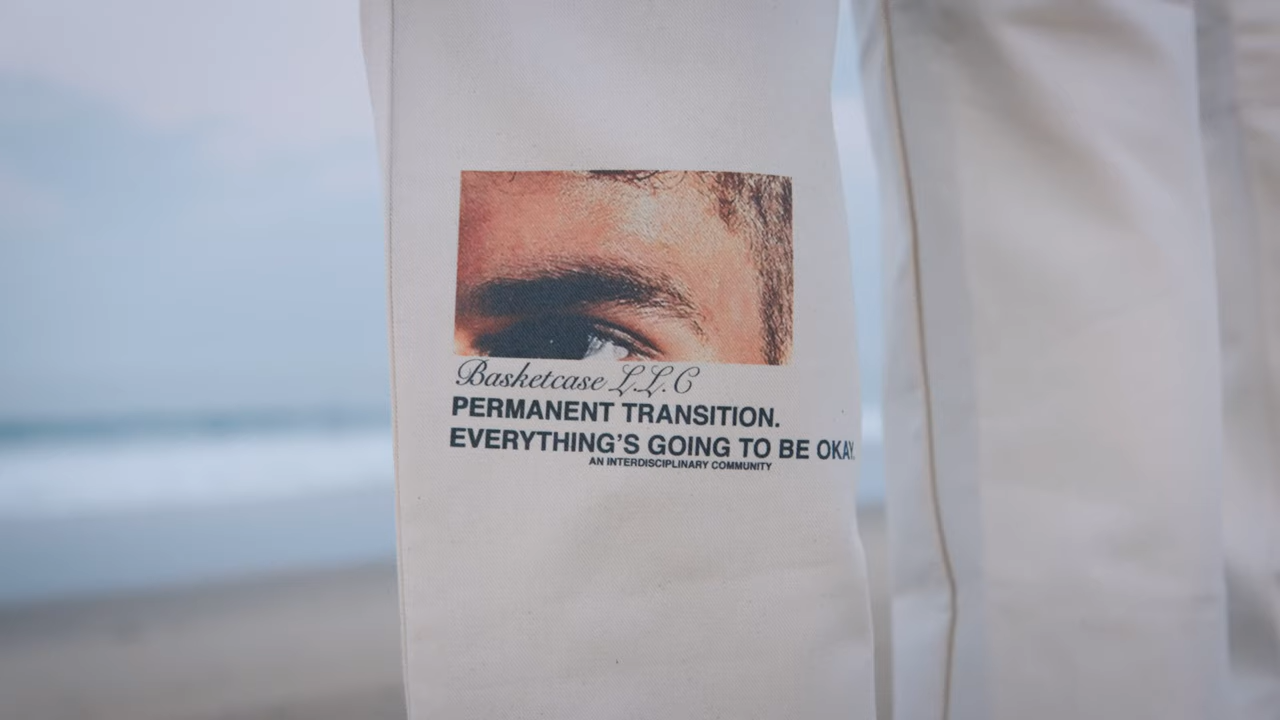 Basketcase L.L.C
PERMANENT TRANSITION.
EVERYTHING'S GOING TO BE OKAY.
AN INTERDISCIPLINARY COMMUNITY